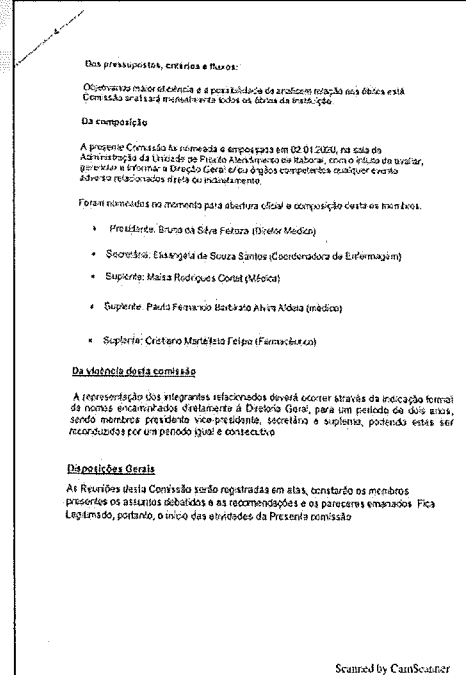 Dos pressupostos, critérios e fluxos:
Objetivando maior eficiência e a possibilidade de análise em relação aos óbitos esta
Comissão analisará mensalmente todos os óbitos da Instituição.
Da composição
A presente Comissão foi nomeada e empossada em 02.01.2020, na sala da
Administração da Unidade de Pronto Atendimento de Itaboraí, com o intuito de avaliar,
gerenciar e informar a Direção Geral e/ou órgãos competentes qualquer evento
adverso relacionados direta ou indiretamente.
Foram nomeados no momento para abertura oficial e composição desta os membros.
• Presidente: Bruno da Silva (Diretor Médico)
• Secretária: Elisangela de Souza Santos (Coordenadora de Enfermagem)
• Suplente: Maisa Rodrigues (Médica)
• Suplente: Paulo Fernando (médico)
• Suplente: Cristiano Felipe (Farmacêutico)
Da vigência desta comissão
A representação dos integrantes relacionados deverá ocorrer através da indicação formal
de nomes encaminhados diretamente à Diretoria Geral, para um período de dois anos,
sendo membros presidente vice-presidente, secretário e suplente, podendo estes ser
reconduzidos por um período igual e consecutivo
Disposições Gerais
As Reuniões desta Comissão serão registradas em atas, constarão os membros
presentes os assuntos debatidos e as recomendações e os pareceres emanados. Fica
Legitimado, portanto, o início das atividades da Presente comissão
Scanned by CamScanner